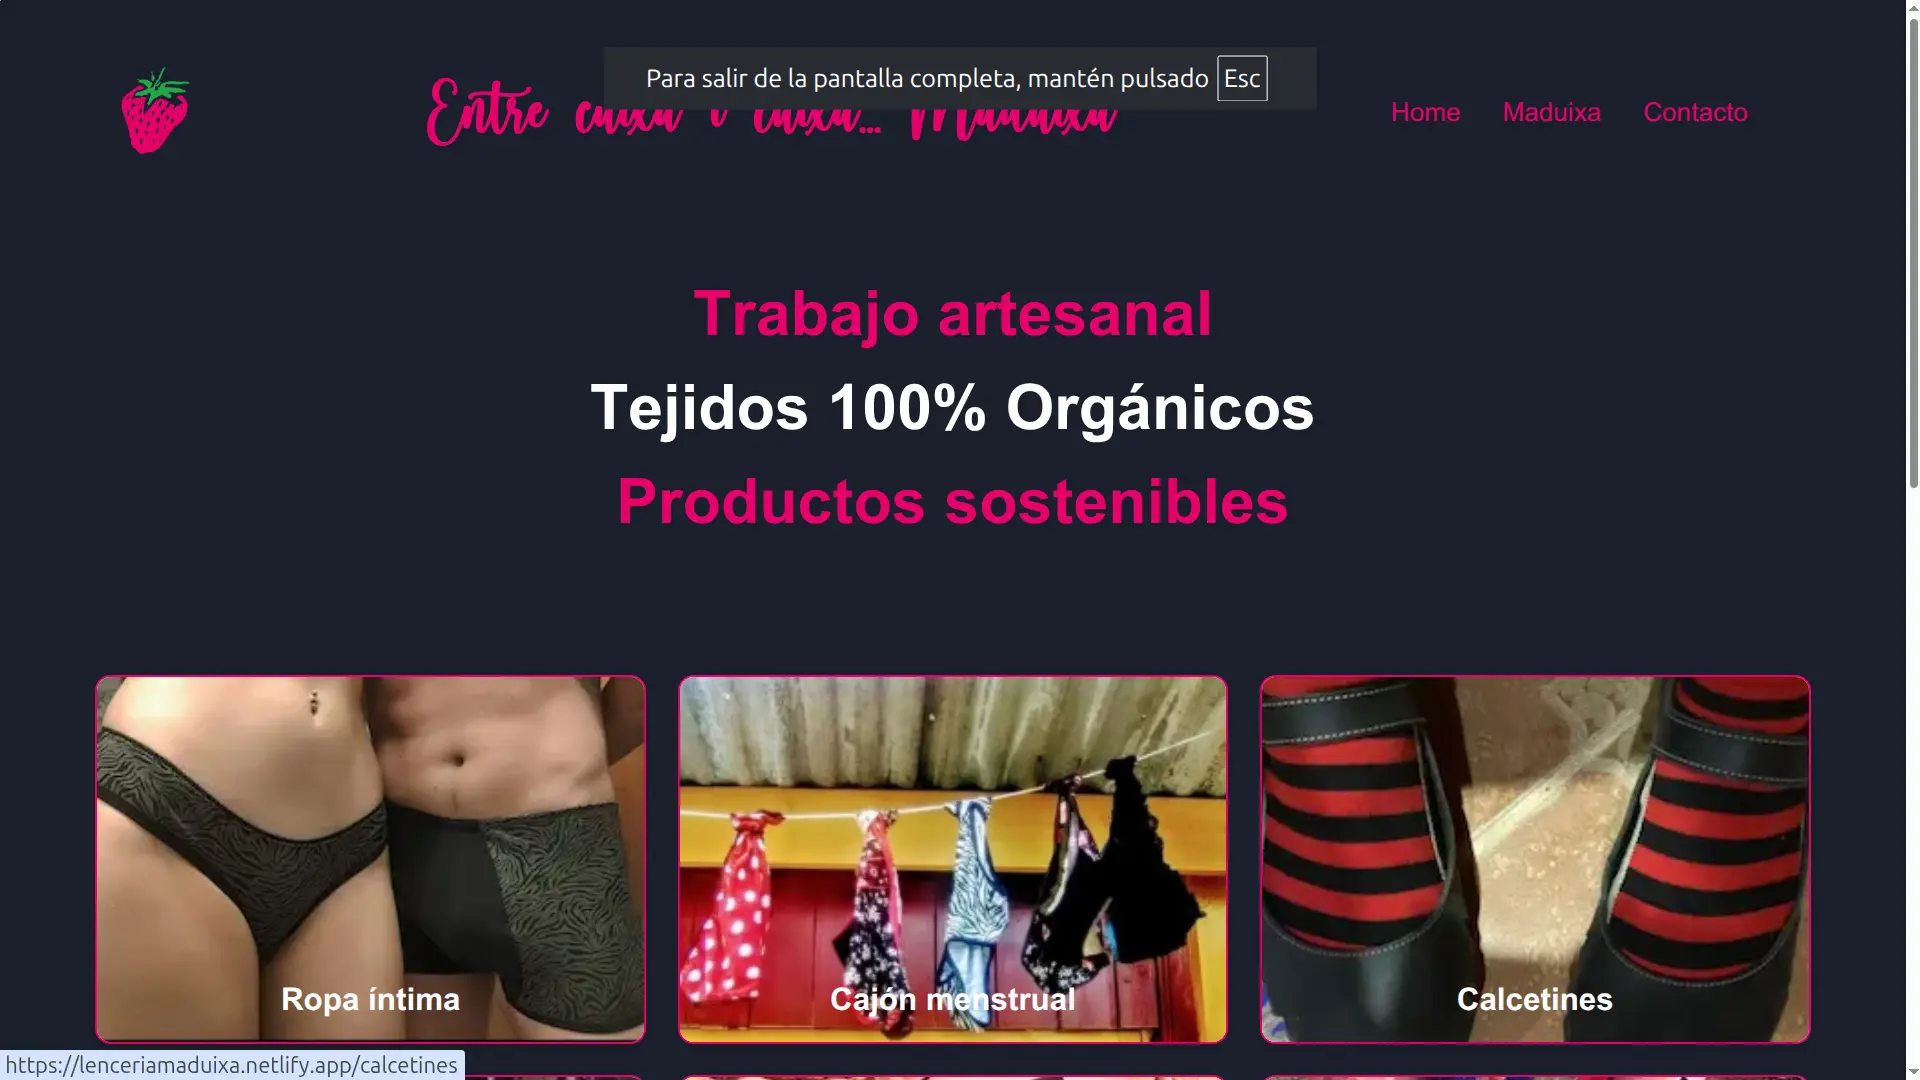 Para salir de la pantalla completa, mantén pulsado Esc
Entre cuixa i cuixa... Maduixa
Home
Maduixa
Contacto
Trabajo artesanal
Tejidos 100% Orgánicos
Productos sostenibles
Ropa íntima
Cajón menstrual
Calcetines
https://lenceriamaduixa.netlify.app/calcetines